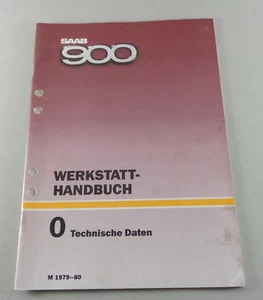 SAAB
900
WERKSTATT-
HANDBUCH
0 Technische Daten
M 1979–80